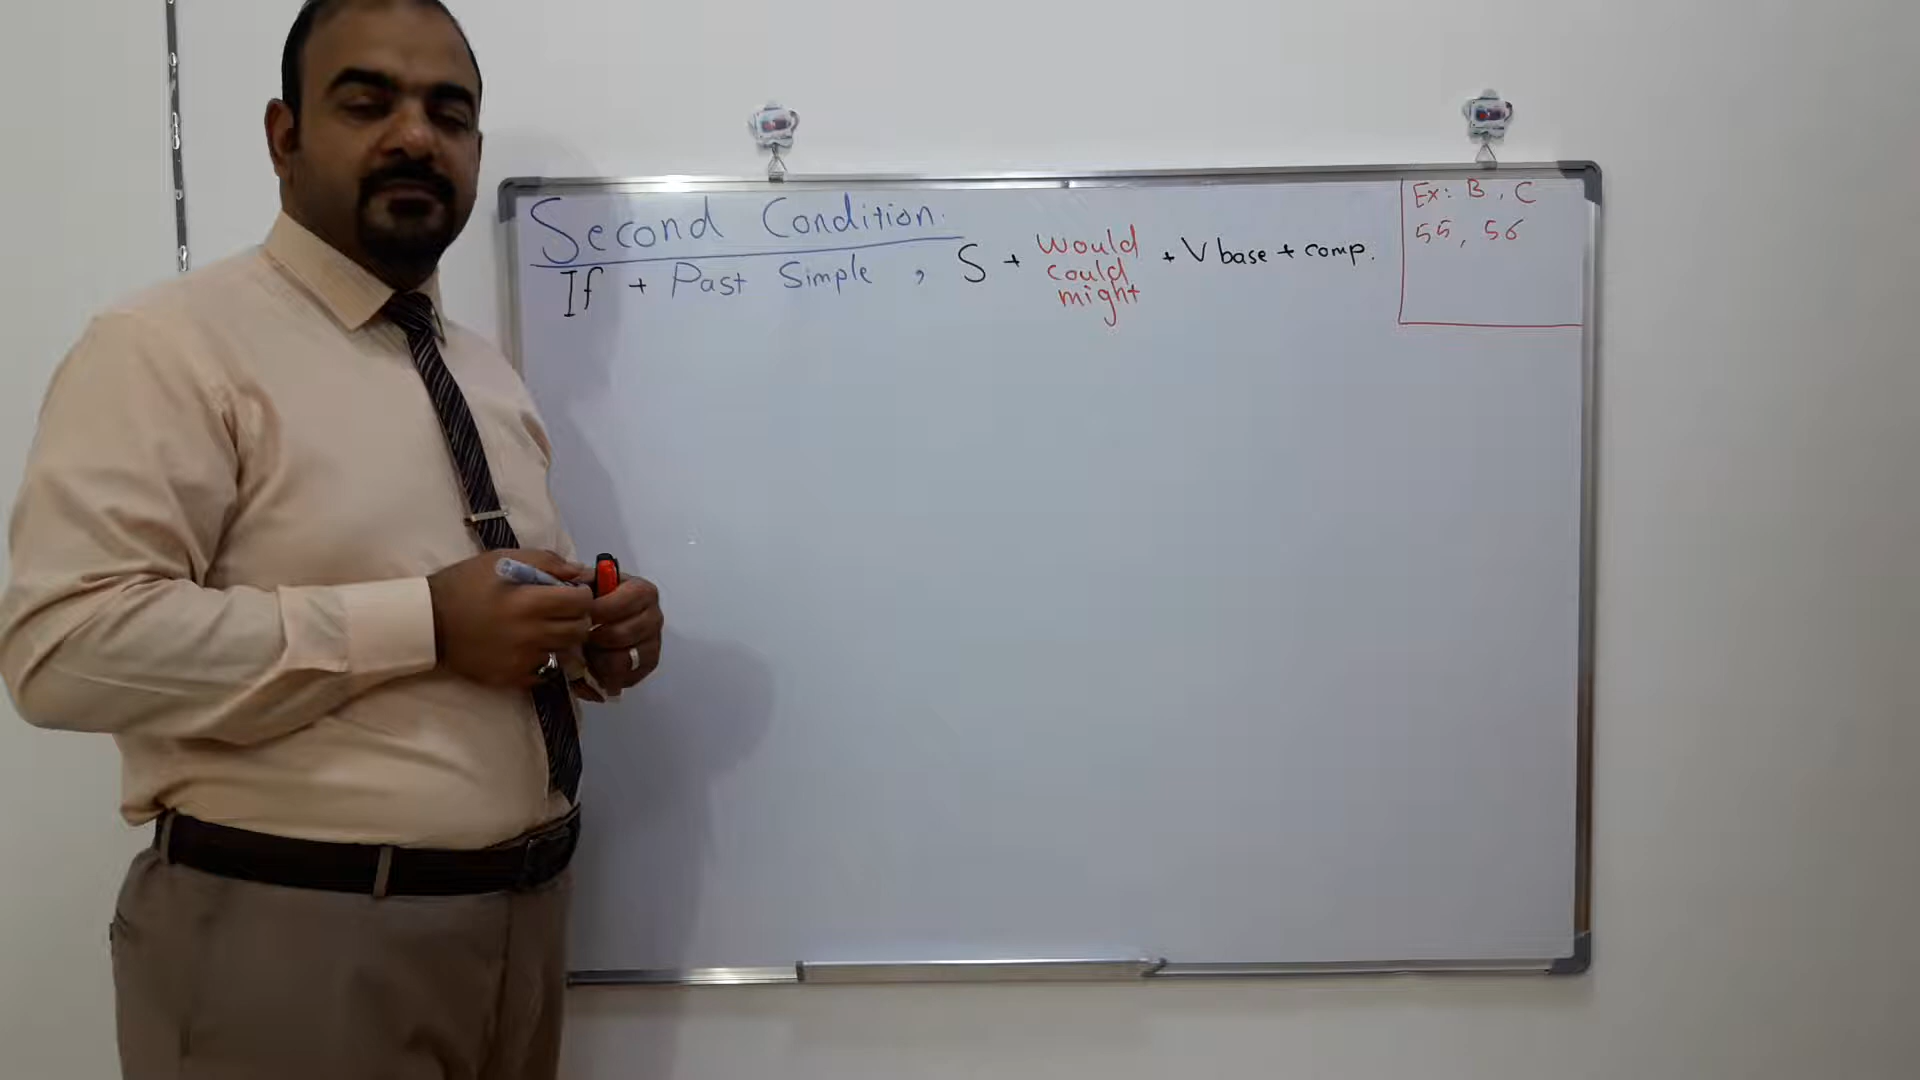 Second Condition.
If + Past Simple , S + would + V base + comp.
could
might
Ex: B, C
55, 56